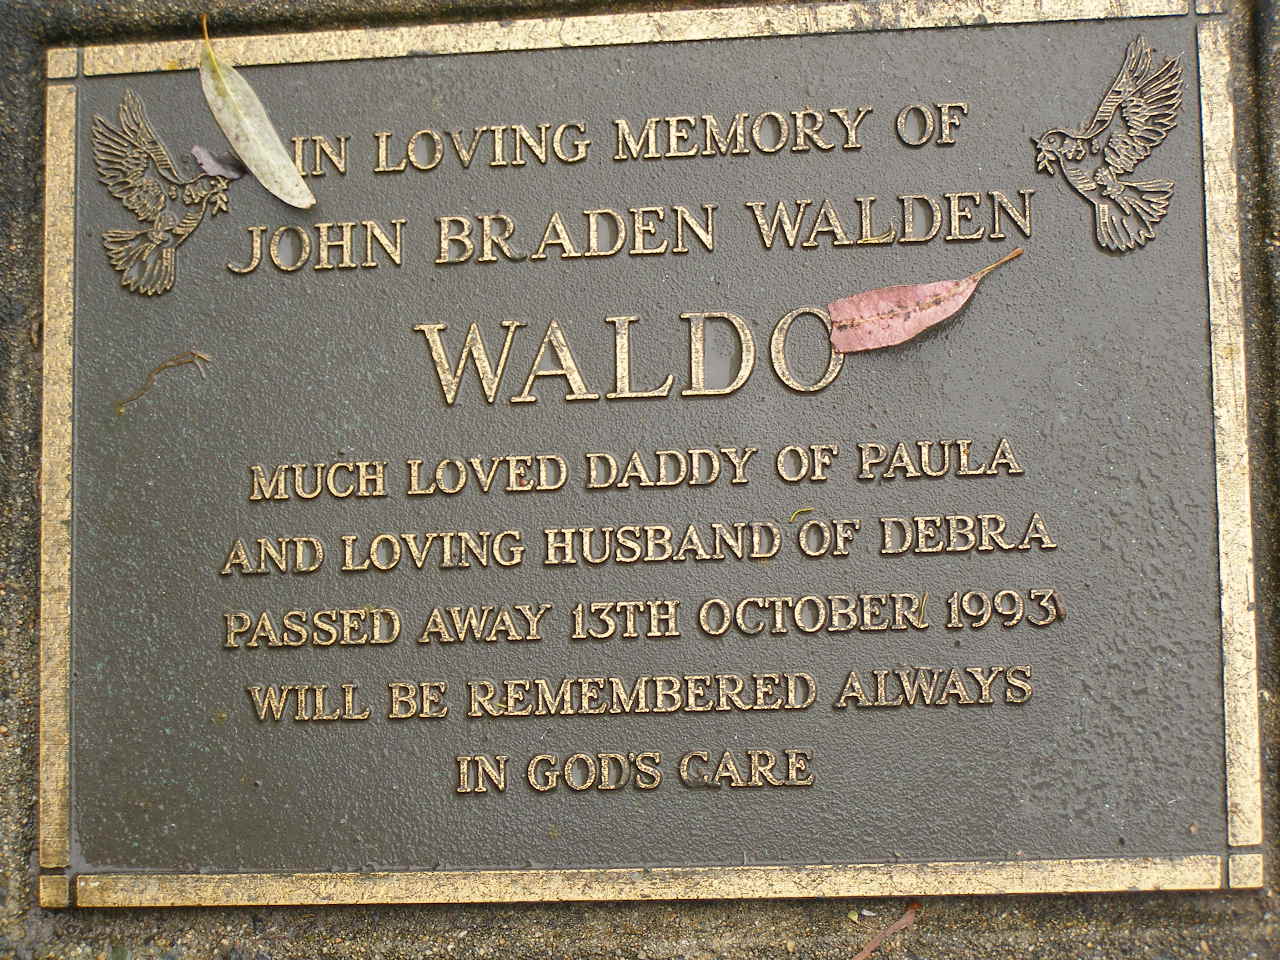 IN LOVING MEMORY OF
JOHN BRADEN WALDEN
WALDO
MUCH LOVED DADDY OF PAULA
AND LOVING HUSBAND OF DEBRA
PASSED AWAY 13TH OCTOBER 1993
WILL BE REMEMBERED ALWAYS
IN GOD'S CARE